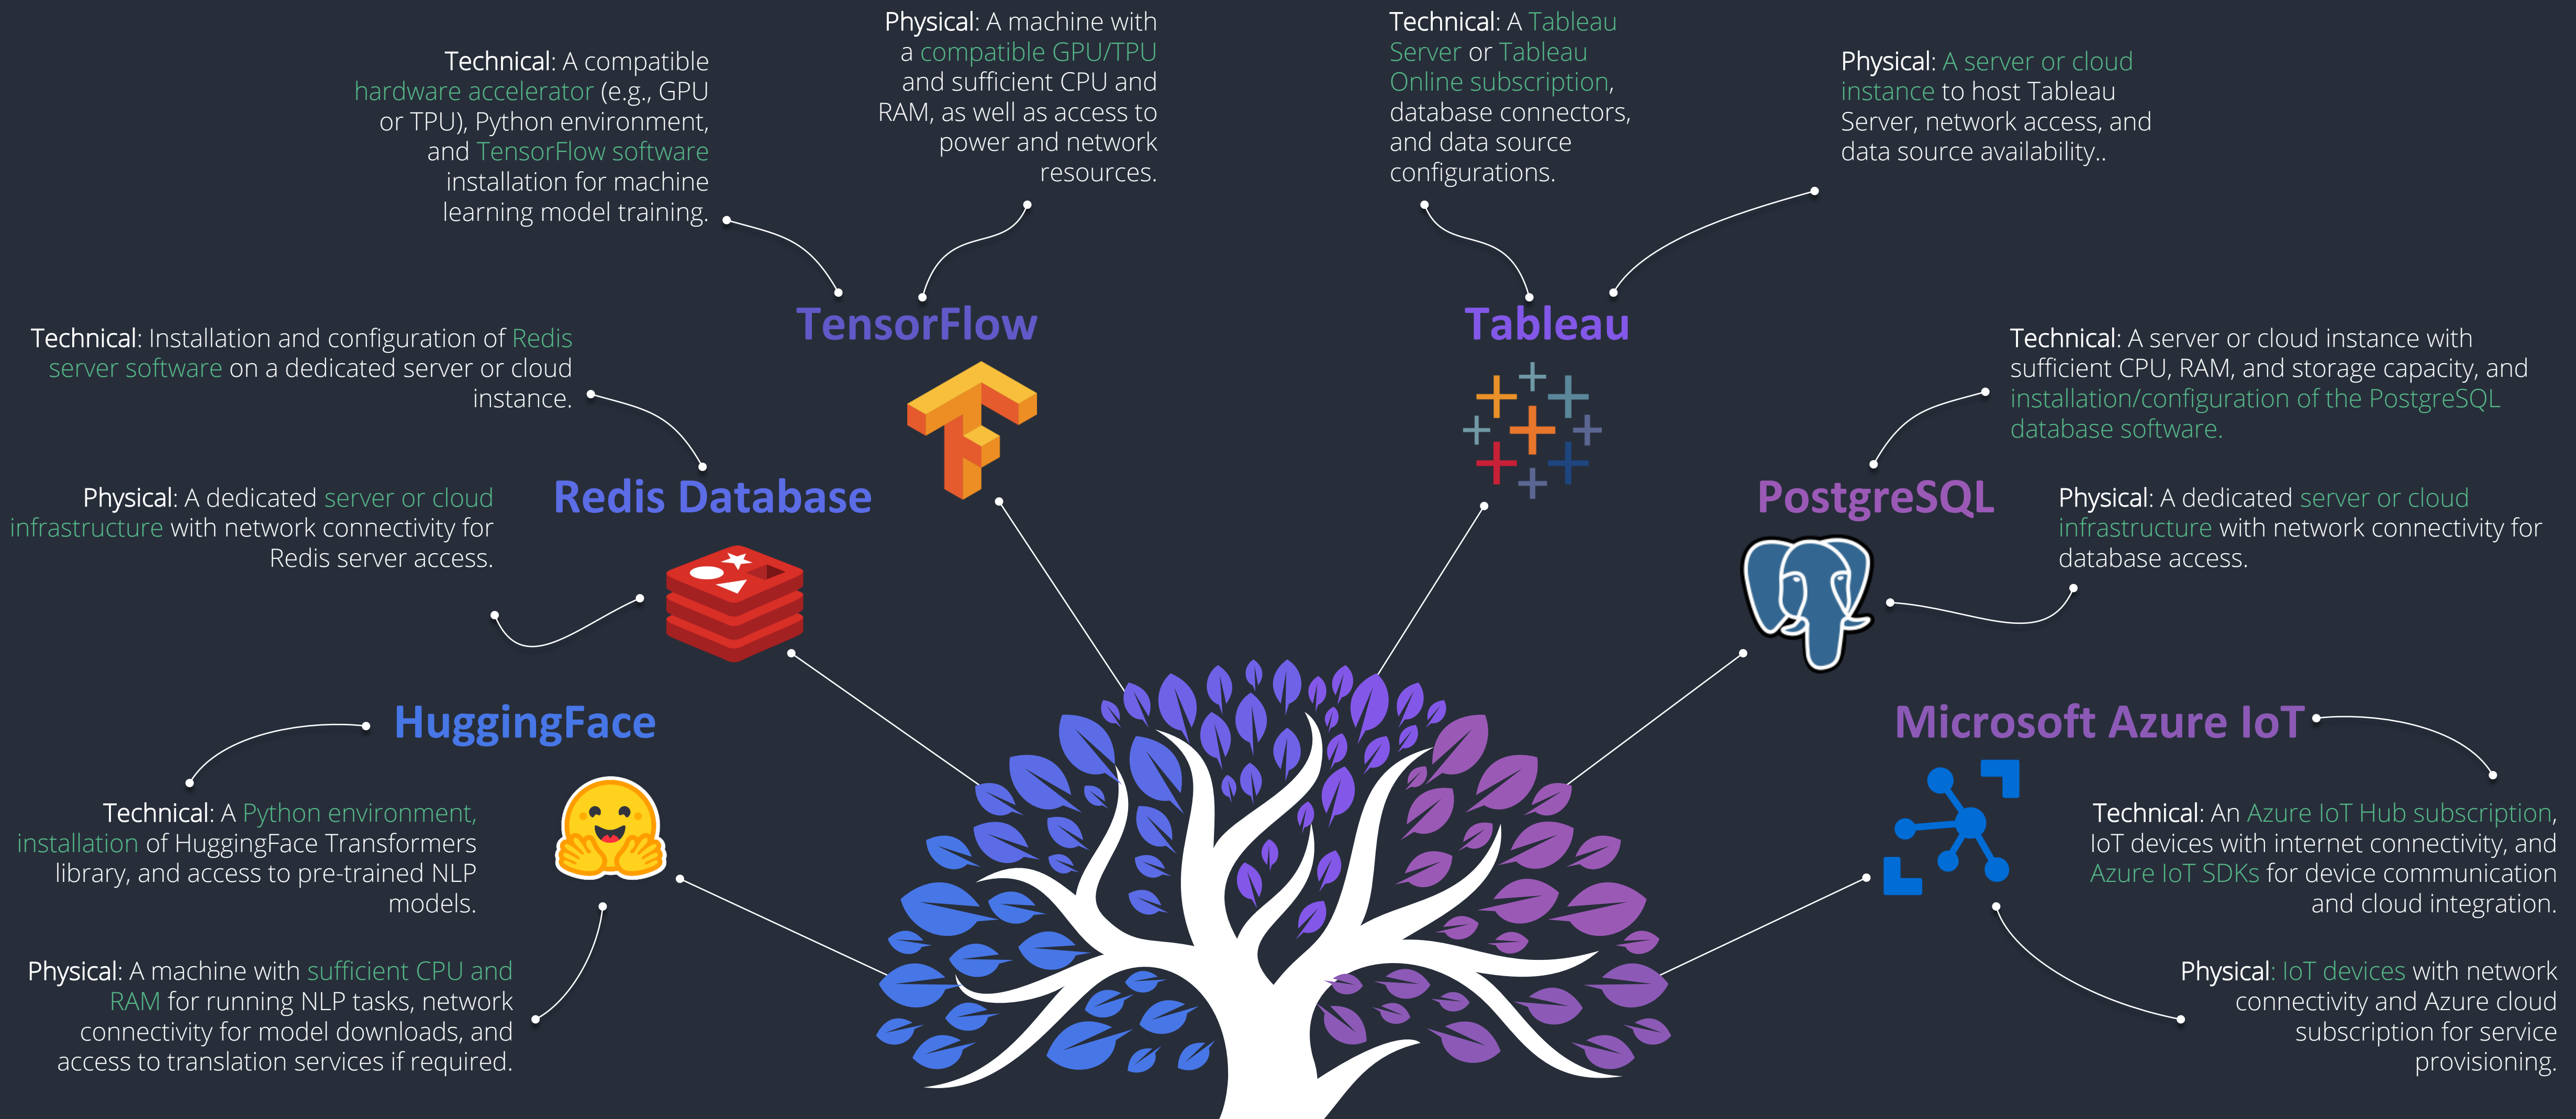 Technical: A compatible
hardware accelerator (e.g., GPU
or TPU), Python environment,
and TensorFlow software
installation for machine
learning model training.
Physical: A machine with
a compatible GPU/TPU
and sufficient CPU and
RAM, as well as access to
power and network
resources.
TensorFlow
Technical: A Tableau
Server or Tableau
Online subscription,
database connectors,
and data source
configurations.
Physical: A server or cloud
instance to host Tableau
Server, network access, and
data source availability..
Tableau
Technical: Installation and configuration of Redis
server software on a dedicated server or cloud
instance.
Redis Database
Physical: A dedicated server or cloud
infrastructure with network connectivity for
Redis server access.
Technical: A server or cloud instance with
sufficient CPU, RAM, and storage capacity, and
installation/configuration of the PostgreSQL
database software.
PostgreSQL
Physical: A dedicated server or cloud
infrastructure with network connectivity for
database access.
HuggingFace
Technical: A Python environment,
installation of HuggingFace Transformers
library, and access to pre-trained NLP
models.
Physical: A machine with sufficient CPU and
RAM for running NLP tasks, network
connectivity for model downloads, and
access to translation services if required.
Microsoft Azure IoT
Technical: An Azure IoT Hub subscription,
IoT devices with internet connectivity, and
Azure IoT SDKs for device communication
and cloud integration.
Physical: IoT devices with network
connectivity and Azure cloud
subscription for service
provisioning.